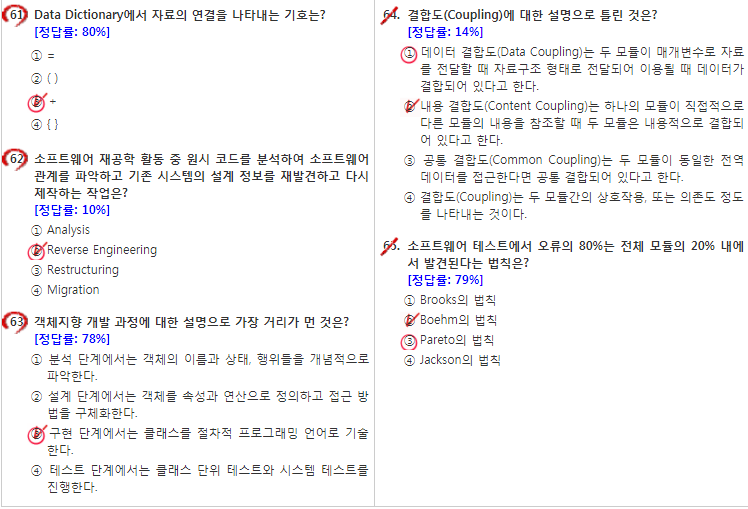 61. Data Dictionary에서 자료의 연결을 나타내는 기호는?
[정답률: 80%]
① =
② ( )
③ +
④ { }
62. 소프트웨어 재공학 활동 중 원시 코드를 분석하여 소프트웨어
관계를 파악하고 기존 시스템의 설계 정보를 재발견하고 다시
제작하는 작업은?
[정답률: 10%]
① Analysis
② Reverse Engineering
③ Restructuring
④ Migration
63. 객체지향 개발 과정에 대한 설명으로 가장 거리가 먼 것은?
[정답률: 78%]
① 분석 단계에서는 객체의 이름과 상태, 행위들을 개념적으로
파악한다.
② 설계 단계에서는 객체를 속성과 연산으로 정의하고 접근 방
법을 구체화한다.
③ 구현 단계에서는 클래스를 절차적 프로그래밍 언어로 기술
한다.
④ 테스트 단계에서는 클래스 단위 테스트와 시스템 테스트를
진행한다.
64. 결합도(Coupling)에 대한 설명으로 틀린 것은?
[정답률: 14%]
① 데이터 결합도(Data Coupling)는 두 모듈이 매개변수로 자료
를 전달할 때 자료구조 형태로 전달되어 이용될 때 데이터가
결합되어 있다고 한다.
② 내용 결합도(Content Coupling)는 하나의 모듈이 직접적으로
다른 모듈의 내용을 참조할 때 두 모듈은 내용적으로 결합되
어 있다고 한다.
③ 공통 결합도(Common Coupling)는 두 모듈이 동일한 전역
데이터를 접근한다면 공통 결합되어 있다고 한다.
④ 결합도(Coupling)는 두 모듈간의 상호작용, 또는 의존도 정도
를 나타내는 것이다.
65. 소프트웨어 테스트에서 오류의 80%는 전체 모듈의 20% 내에
서 발견된다는 법칙은?
[정답률: 79%]
① Brooks의 법칙
② Boehm의 법칙
③ Pareto의 법칙
④ Jackson의 법칙